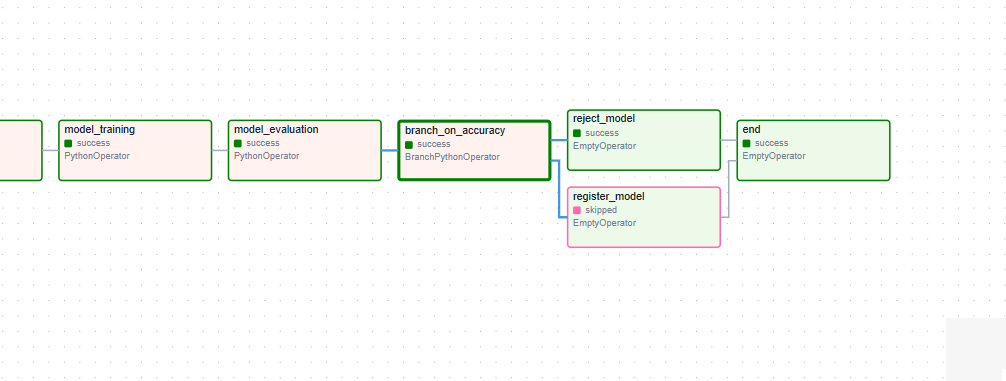 model_training
success
PythonOperator
model_evaluation
success
PythonOperator
branch_on_accuracy
success
BranchPythonOperator
reject_model
success
EmptyOperator
register_model
skipped
EmptyOperator
end
success
EmptyOperator